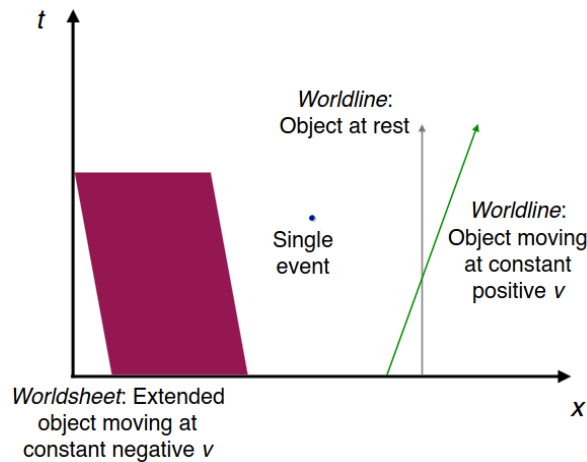 t
Worldline:
Object at rest
Worldline:
Object moving
at constant
positive v
Single
event
Worldsheet: Extended
object moving at
constant negative v
x